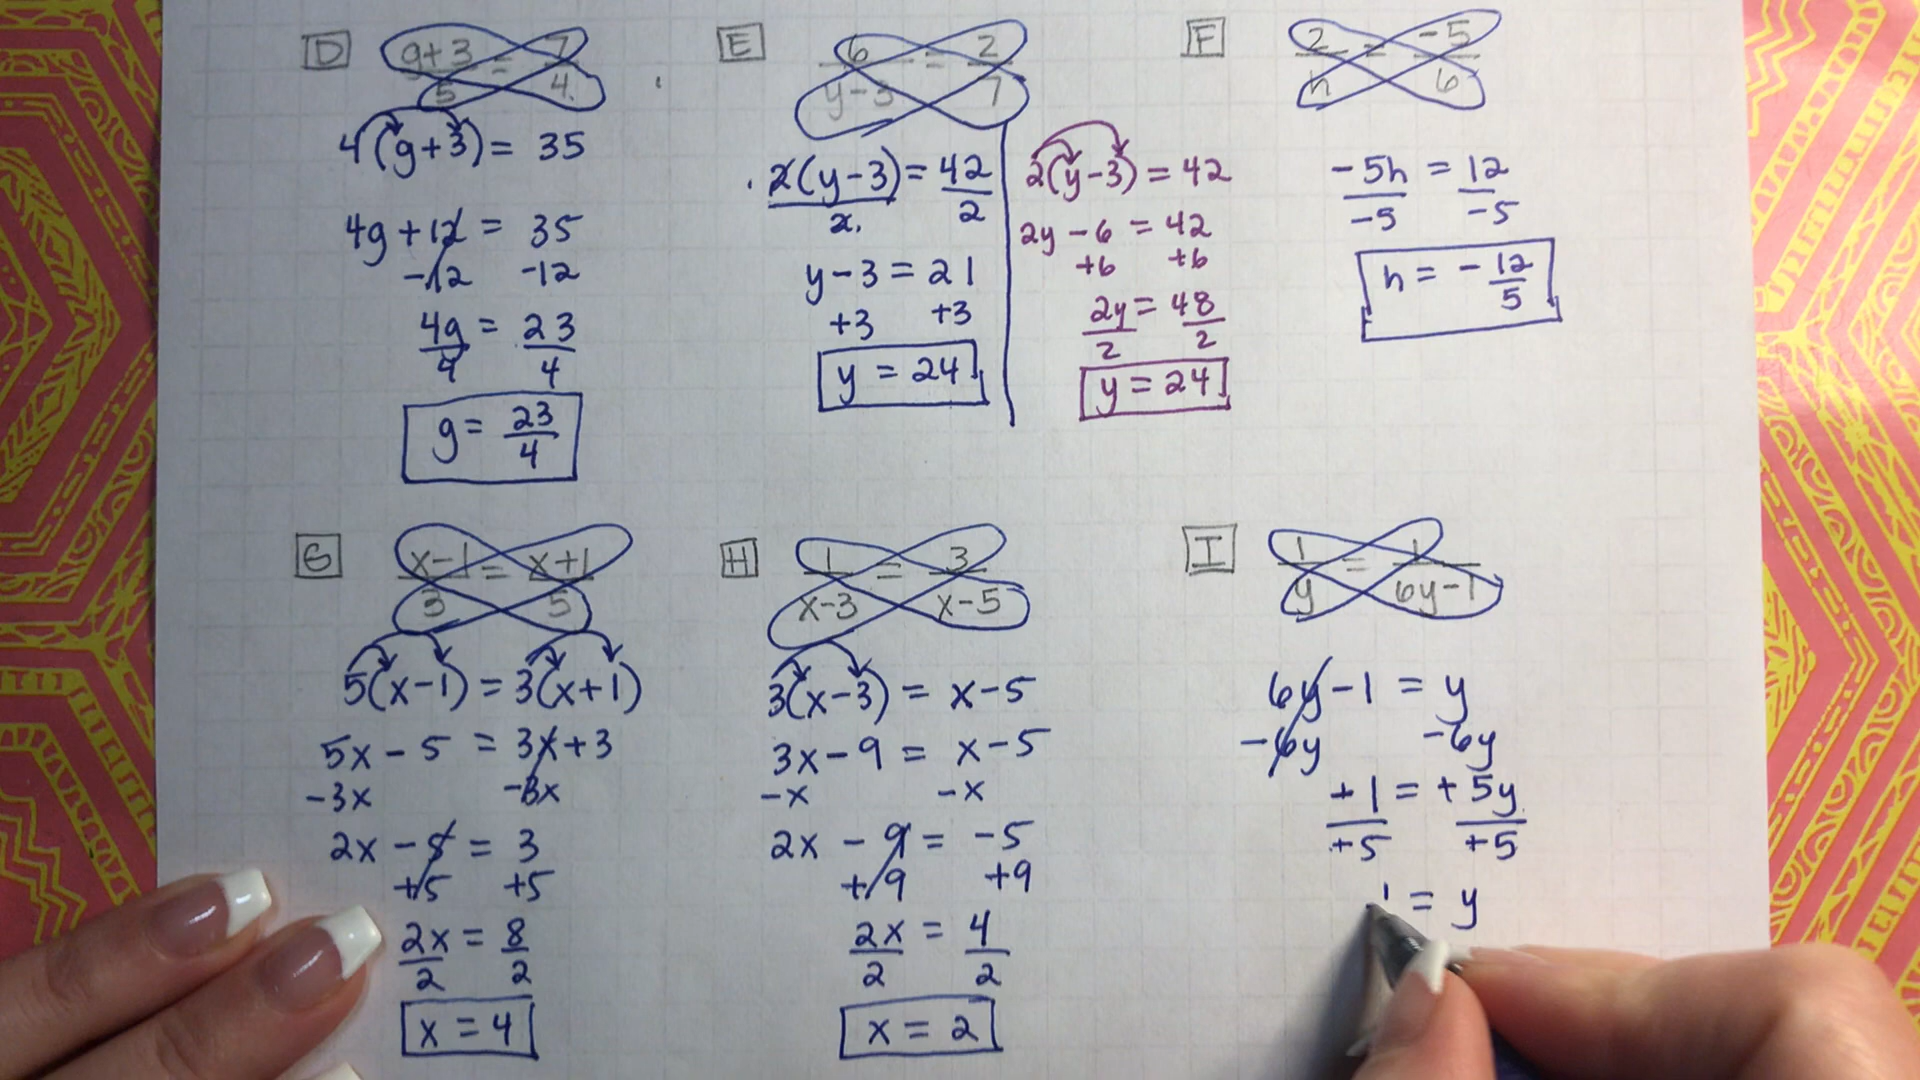 D
g+3 = 7
5 4
4(g+3) = 35
4g + 12 = 35
-12 -12
4g = 23
4 4
g = 23
4
E
6 = 2
y-3 7
2(y-3) = 42
2 2
y-3 = 21
+3 +3
y = 24
2(y-3) = 42
2y - 6 = 42
+6 +6
2y = 48
2 2
y = 24
F
2 = -5
h 6
-5h = 12
-5 -5
h = - 12
5
G
x-1 = x+1
3 5
5(x-1) = 3(x+1)
5x - 5 = 3x + 3
-3x -3x
2x - 5 = 3
+5 +5
2x = 8
2 2
x = 4
H
1 = 3
x-3 x-5
3(x-3) = x-5
3x - 9 = x - 5
-x -x
2x - 9 = -5
+9 +9
2x = 4
2 2
x = 2
I
1 = 1
y 6y-1
6y - 1 = y
-6y -6y
+1 = +5y
+5 +5
= y